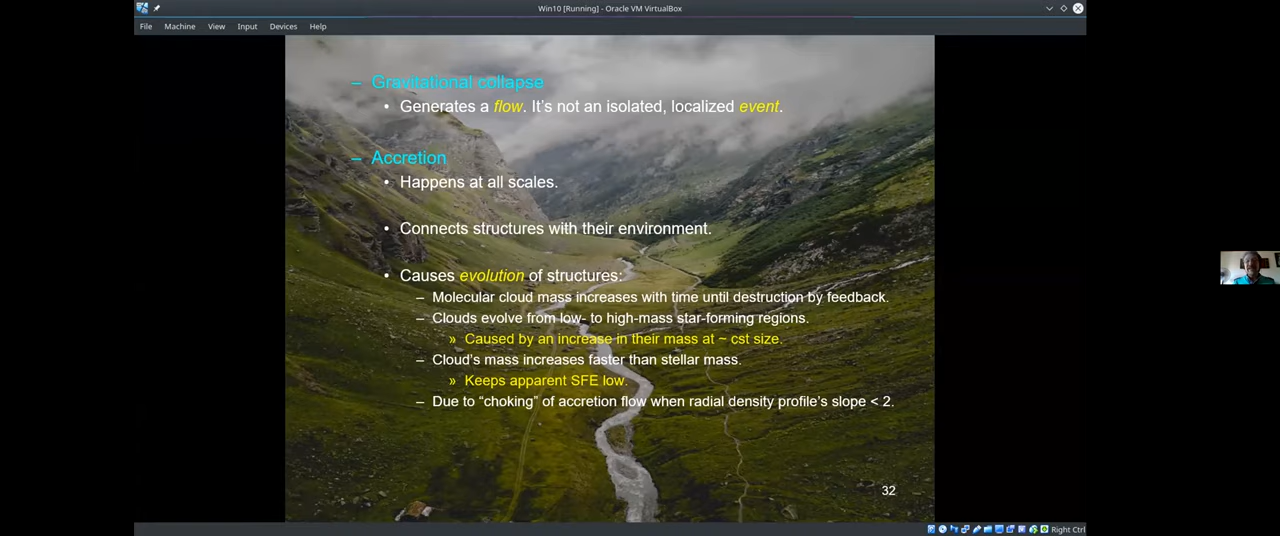 Win10 [Running] - Oracle VM VirtualBox
File Machine View Input Devices Help
– Gravitational collapse
• Generates a flow. It's not an isolated, localized event.
– Accretion
• Happens at all scales.
• Connects structures with their environment.
• Causes evolution of structures:
– Molecular cloud mass increases with time until destruction by feedback.
– Clouds evolve from low- to high-mass star-forming regions.
» Caused by an increase in their mass at ~ cst size.
– Cloud's mass increases faster than stellar mass.
» Keeps apparent SFE low.
– Due to “choking” of accretion flow when radial density profile's slope < 2.
32
Right Ctrl